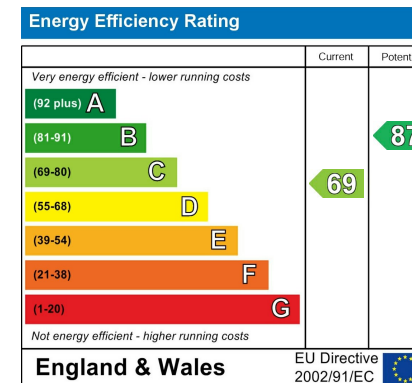 Energy Efficiency Rating
Current Potent
Very energy efficient - lower running costs
(92 plus) A
(81-91) B
87
(69-80) C
69
(55-68) D
(39-54) E
(21-38) F
(1-20) G
Not energy efficient - higher running costs
England & Wales
EU Directive
2002/91/EC